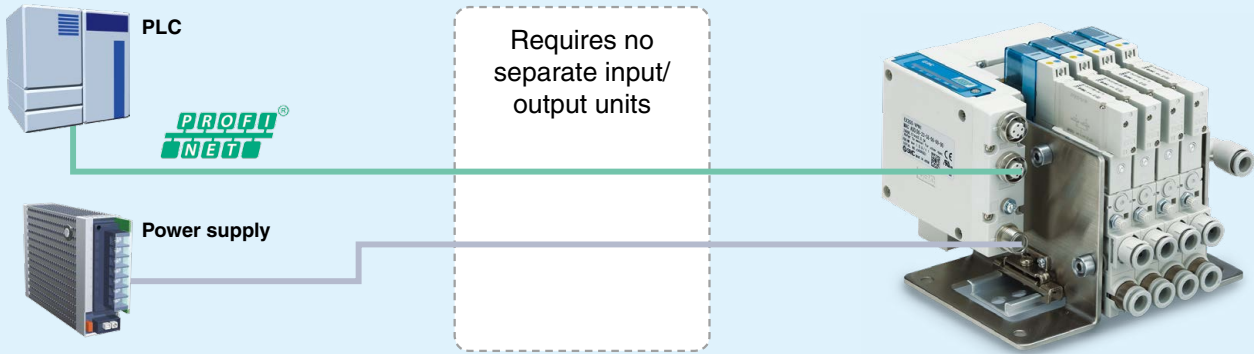 PLC
Requires no
separate input/
output units
PROFI®
NET
Power supply